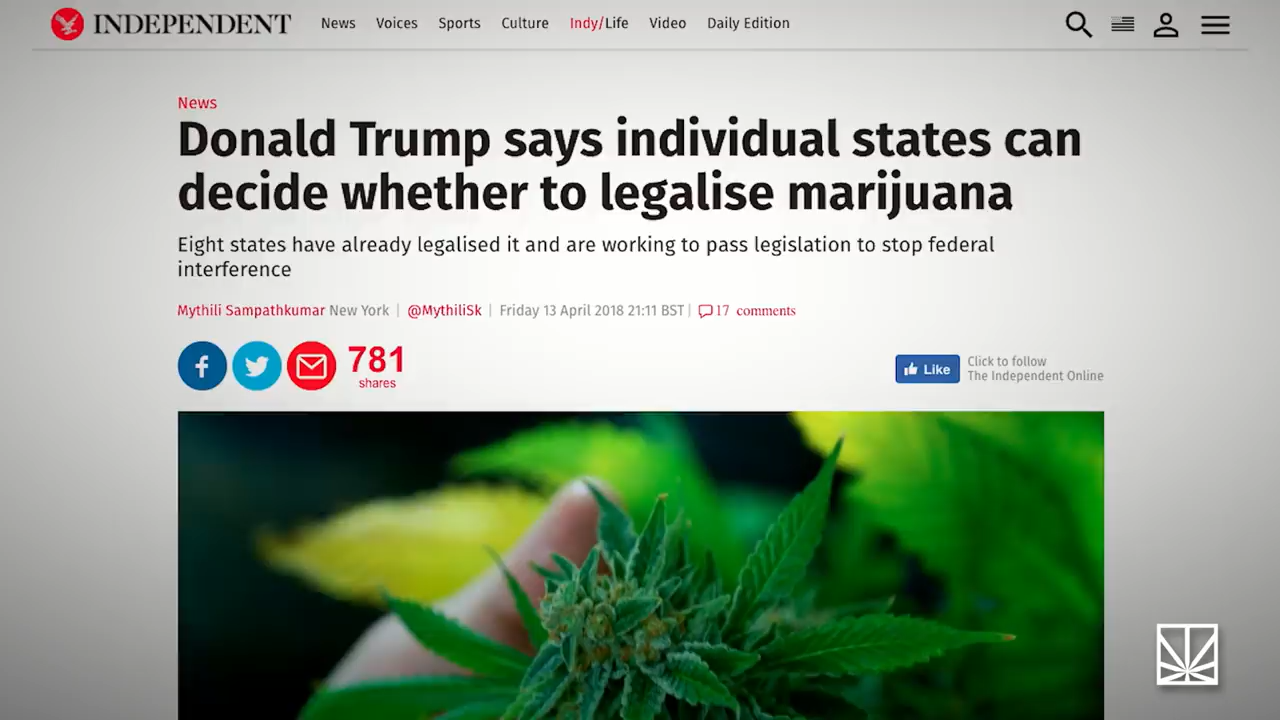 INDEPENDENT News Voices Sports Culture Indy/Life Video Daily Edition
News
Donald Trump says individual states can
decide whether to legalise marijuana
Eight states have already legalised it and are working to pass legislation to stop federal
interference
Mythili Sampathkumar New York | @MythiliSk | Friday 13 April 2018 21:11 BST | 17 comments
f 781
shares
Like
Click to follow
The Independent Online